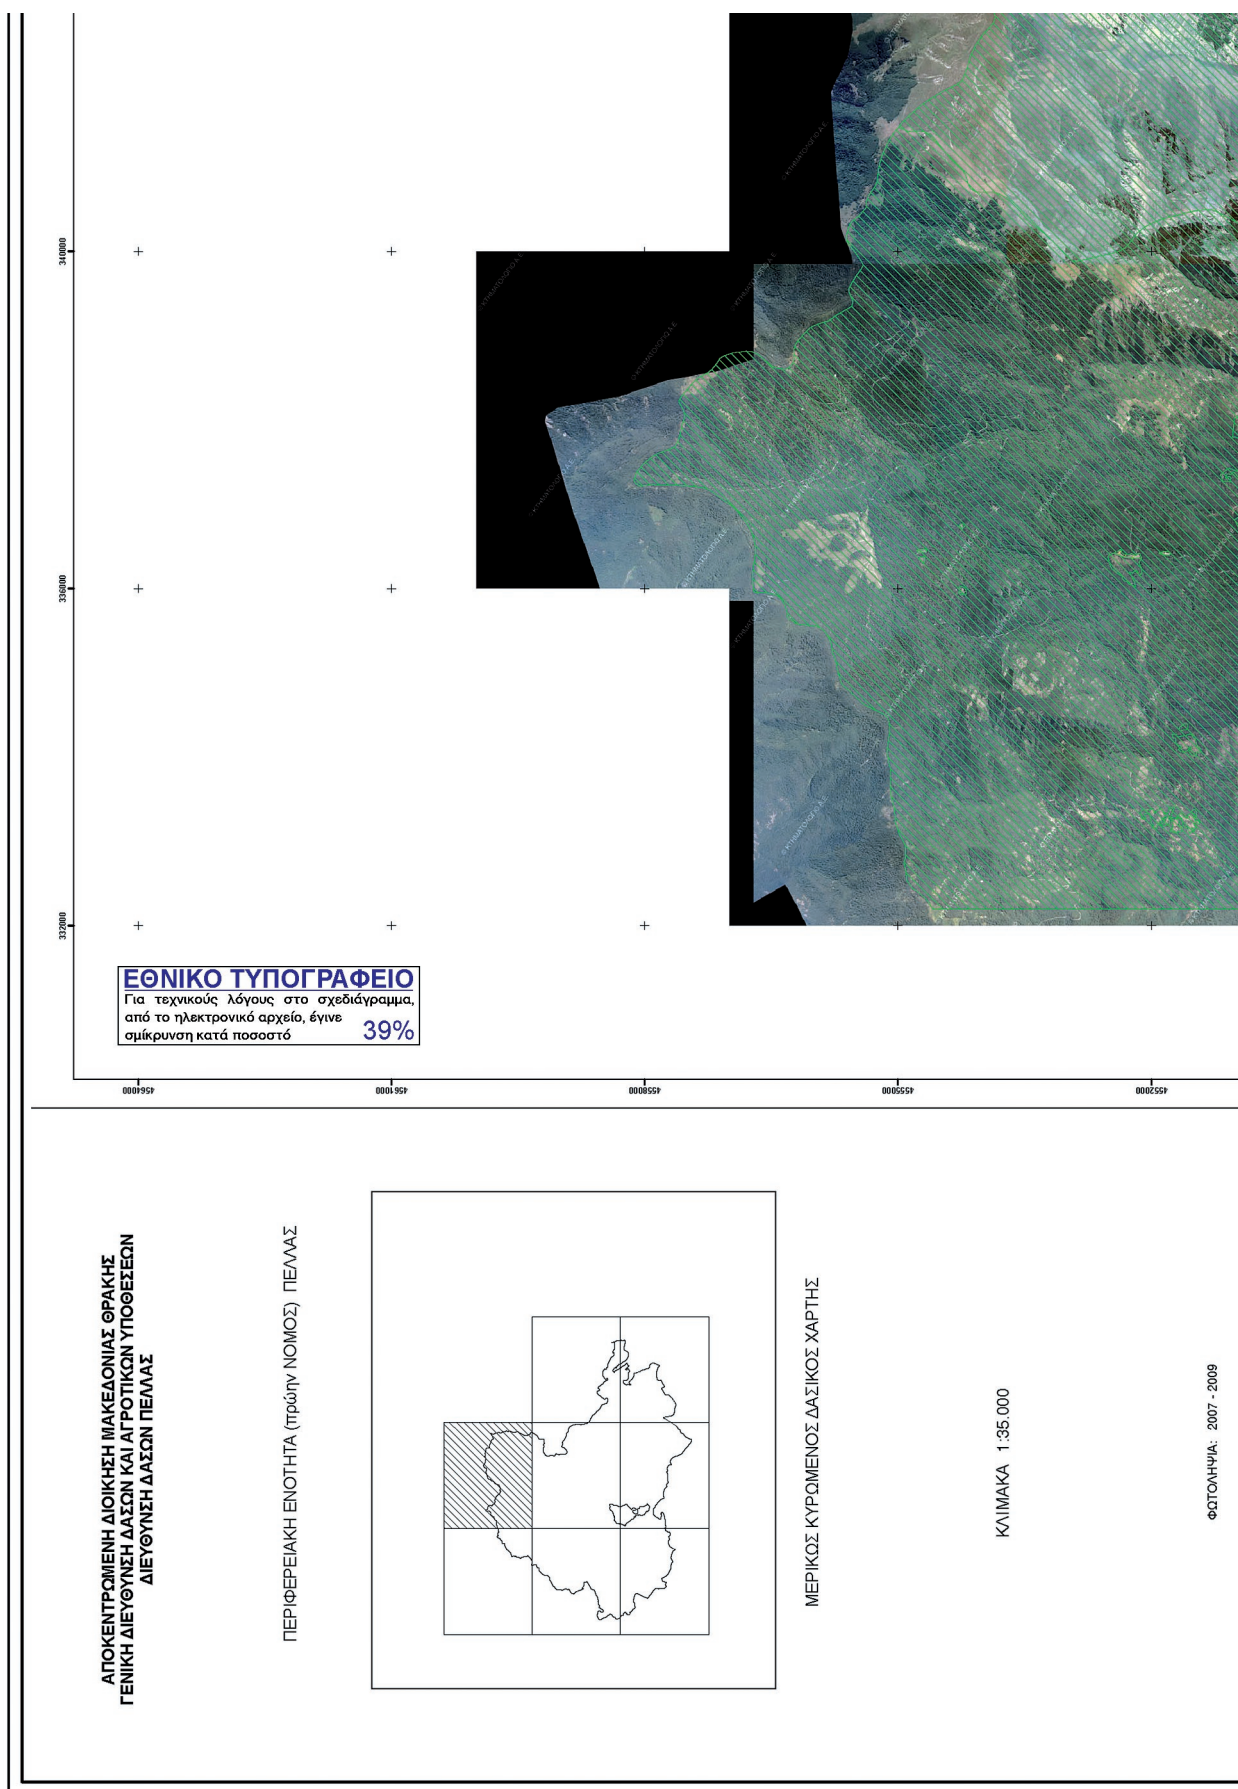 340000
336000
332000
© ΚΤΗΜΑΤΟΛΟΓΙΟ Α.Ε.
ΕΘΝΙΚΟ ΤΥΠΟΓΡΑΦΕΙΟ
Για τεχνικούς λόγους στο σχεδιάγραμμα,
από το ηλεκτρονικό αρχείο, έγινε
σμίκρυνση κατά ποσοστό 39%
4564000
4561000
4558000
4555000
4552000
ΑΠΟΚΕΝΤΡΩΜΕΝΗ ΔΙΟΙΚΗΣΗ ΜΑΚΕΔΟΝΙΑΣ ΘΡΑΚΗΣ
ΓΕΝΙΚΗ ΔΙΕΥΘΥΝΣΗ ΔΑΣΩΝ ΚΑΙ ΑΓΡΟΤΙΚΩΝ ΥΠΟΘΕΣΕΩΝ
ΔΙΕΥΘΥΝΣΗ ΔΑΣΩΝ ΠΕΛΛΑΣ
ΠΕΡΙΦΕΡΕΙΑΚΗ ΕΝΟΤΗΤΑ (πρώην ΝΟΜΟΣ) ΠΕΛΛΑΣ
ΜΕΡΙΚΩΣ ΚΥΡΩΜΕΝΟΣ ΔΑΣΙΚΟΣ ΧΑΡΤΗΣ
ΚΛΙΜΑΚΑ 1:35.000
ΦΩΤΟΛΗΨΙΑ: 2007 - 2009